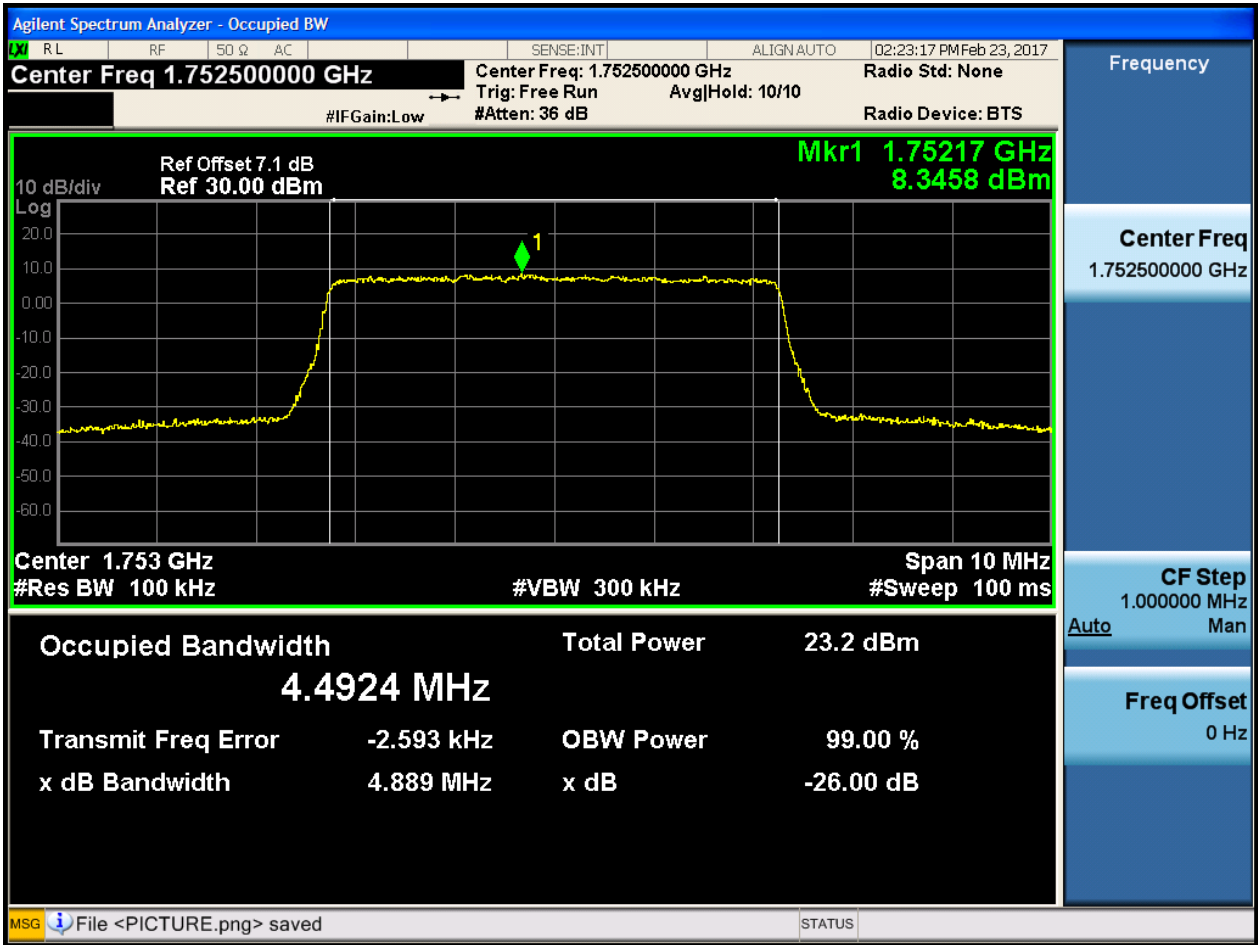 Agilent Spectrum Analyzer - Occupied BW
LXI RL RF 50 Ω AC SENSE:INT ALIGN AUTO 02:23:17 PM Feb 23, 2017
Center Freq 1.752500000 GHz
Center Freq: 1.752500000 GHz Radio Std: None
Trig: Free Run Avg|Hold: 10/10
#IFGain:Low #Atten: 36 dB Radio Device: BTS
Frequency
Mkr1 1.75217 GHz
8.3458 dBm
Ref Offset 7.1 dB
10 dB/div Ref 30.00 dBm
Log
20.0
10.0
0.00
-10.0
-20.0
-30.0
-40.0
-50.0
-60.0
1
Center 1.753 GHz Span 10 MHz
#Res BW 100 kHz #VBW 300 kHz #Sweep 100 ms
Center Freq
1.752500000 GHz
CF Step
1.000000 MHz
Auto Man
Freq Offset
0 Hz
Occupied Bandwidth Total Power 23.2 dBm
4.4924 MHz
Transmit Freq Error -2.593 kHz OBW Power 99.00 %
x dB Bandwidth 4.889 MHz x dB -26.00 dB
MSG File <PICTURE.png> saved STATUS